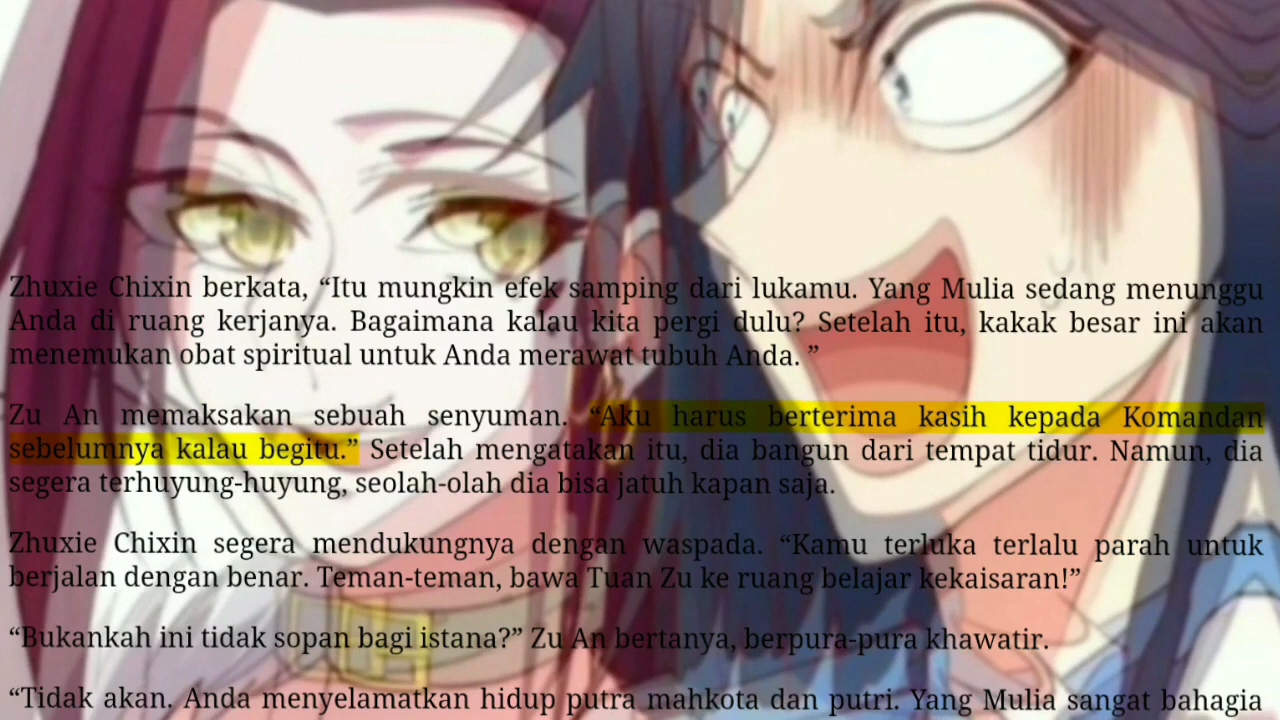 Zhuxie Chixin berkata, “Itu mungkin efek samping dari lukamu. Yang Mulia sedang menunggu
Anda di ruang kerjanya. Bagaimana kalau kita pergi dulu? Setelah itu, kakak besar ini akan
menemukan obat spiritual untuk Anda merawat tubuh Anda. ”
Zu An memaksakan sebuah senyuman. “Aku harus berterima kasih kepada Komandan
sebelumnya kalau begitu.” Setelah mengatakan itu, dia bangun dari tempat tidur. Namun, dia
segera terhuyung-huyung, seolah-olah dia bisa jatuh kapan saja.
Zhuxie Chixin segera mendukungnya dengan waspada. “Kamu terluka terlalu parah untuk
berjalan dengan benar. Teman-teman, bawa Tuan Zu ke ruang belajar kekaisaran!”
“Bukankah ini tidak sopan bagi istana?” Zu An bertanya, berpura-pura khawatir.
“Tidak akan. Anda menyelamatkan hidup putra mahkota dan putri. Yang Mulia sangat bahagia